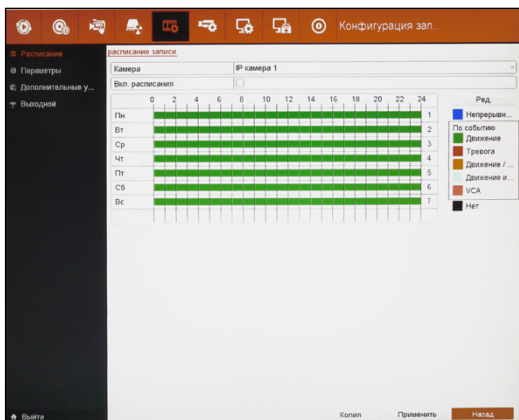 Конфигурация зап...
Расписание
Параметры
Дополнительные у...
Выходной
расписание записи
Камера IP камера 1
Вкл. расписания
0 2 4 6 8 10 12 14 16 18 20 22 24
Пн 1
Вт 2
Ср 3
Чт 4
Пт 5
Сб 6
Вс 7
Ред.
Непрерывн...
По событию
Движение
Тревога
Движение / ...
Движение и...
VCA
Нет
Выйти
Копип
Применить
Назад